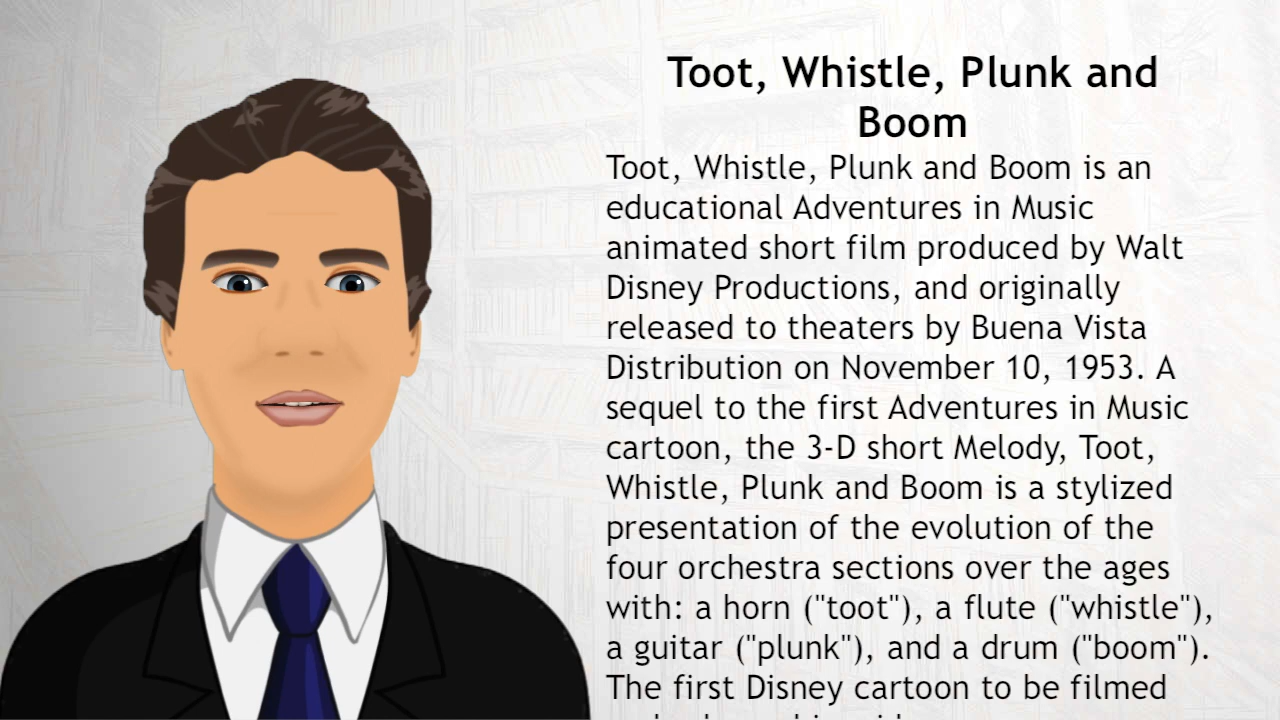 Toot, Whistle, Plunk and
Boom
Toot, Whistle, Plunk and Boom is an
educational Adventures in Music
animated short film produced by Walt
Disney Productions, and originally
released to theaters by Buena Vista
Distribution on November 10, 1953. A
sequel to the first Adventures in Music
cartoon, the 3-D short Melody, Toot,
Whistle, Plunk and Boom is a stylized
presentation of the evolution of the
four orchestra sections over the ages
with: a horn ("toot"), a flute ("whistle"),
a guitar ("plunk"), and a drum ("boom").
The first Disney cartoon to be filmed